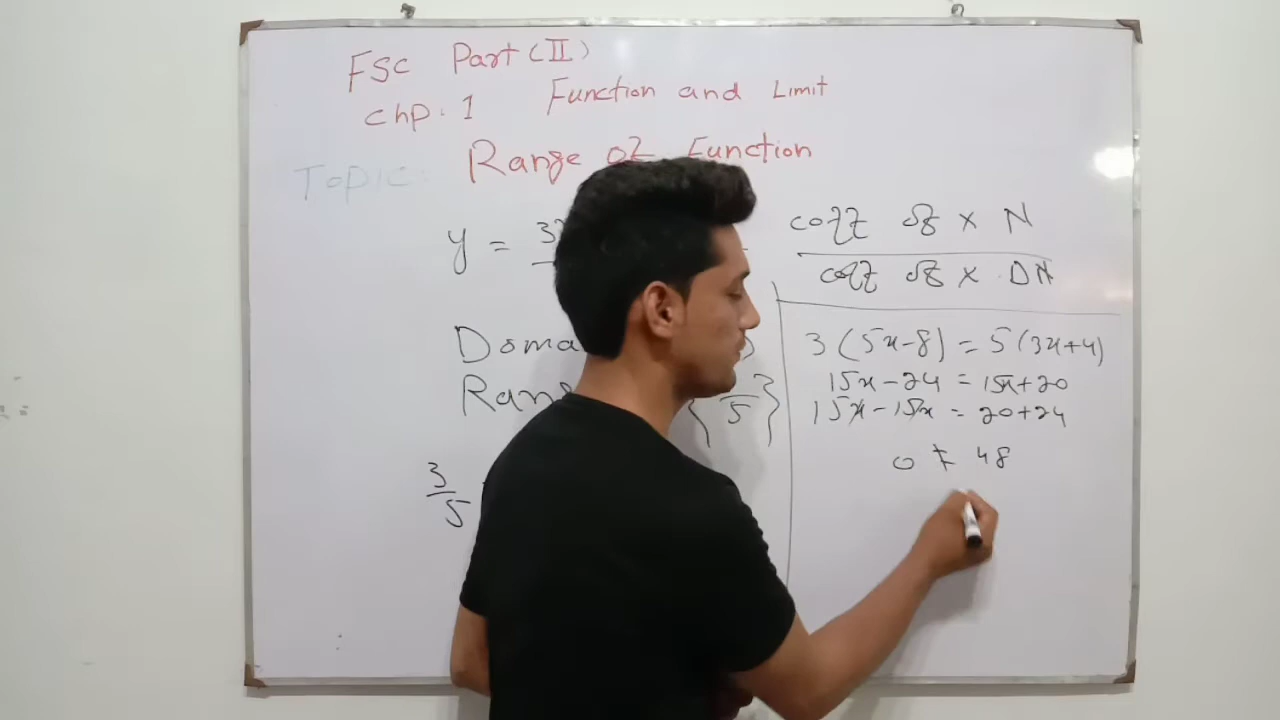 FSC Part (II)
Chp: 1 Function and Limit
Topic: Range of Function
y = 3
coff of x N
coff of x DN
Doma
Ran { 3/5 }
3/5
3(5x-8) = 5(3x+4)
15x-24 = 15x+20
15x-15x = 20+24
0 ≠ 48